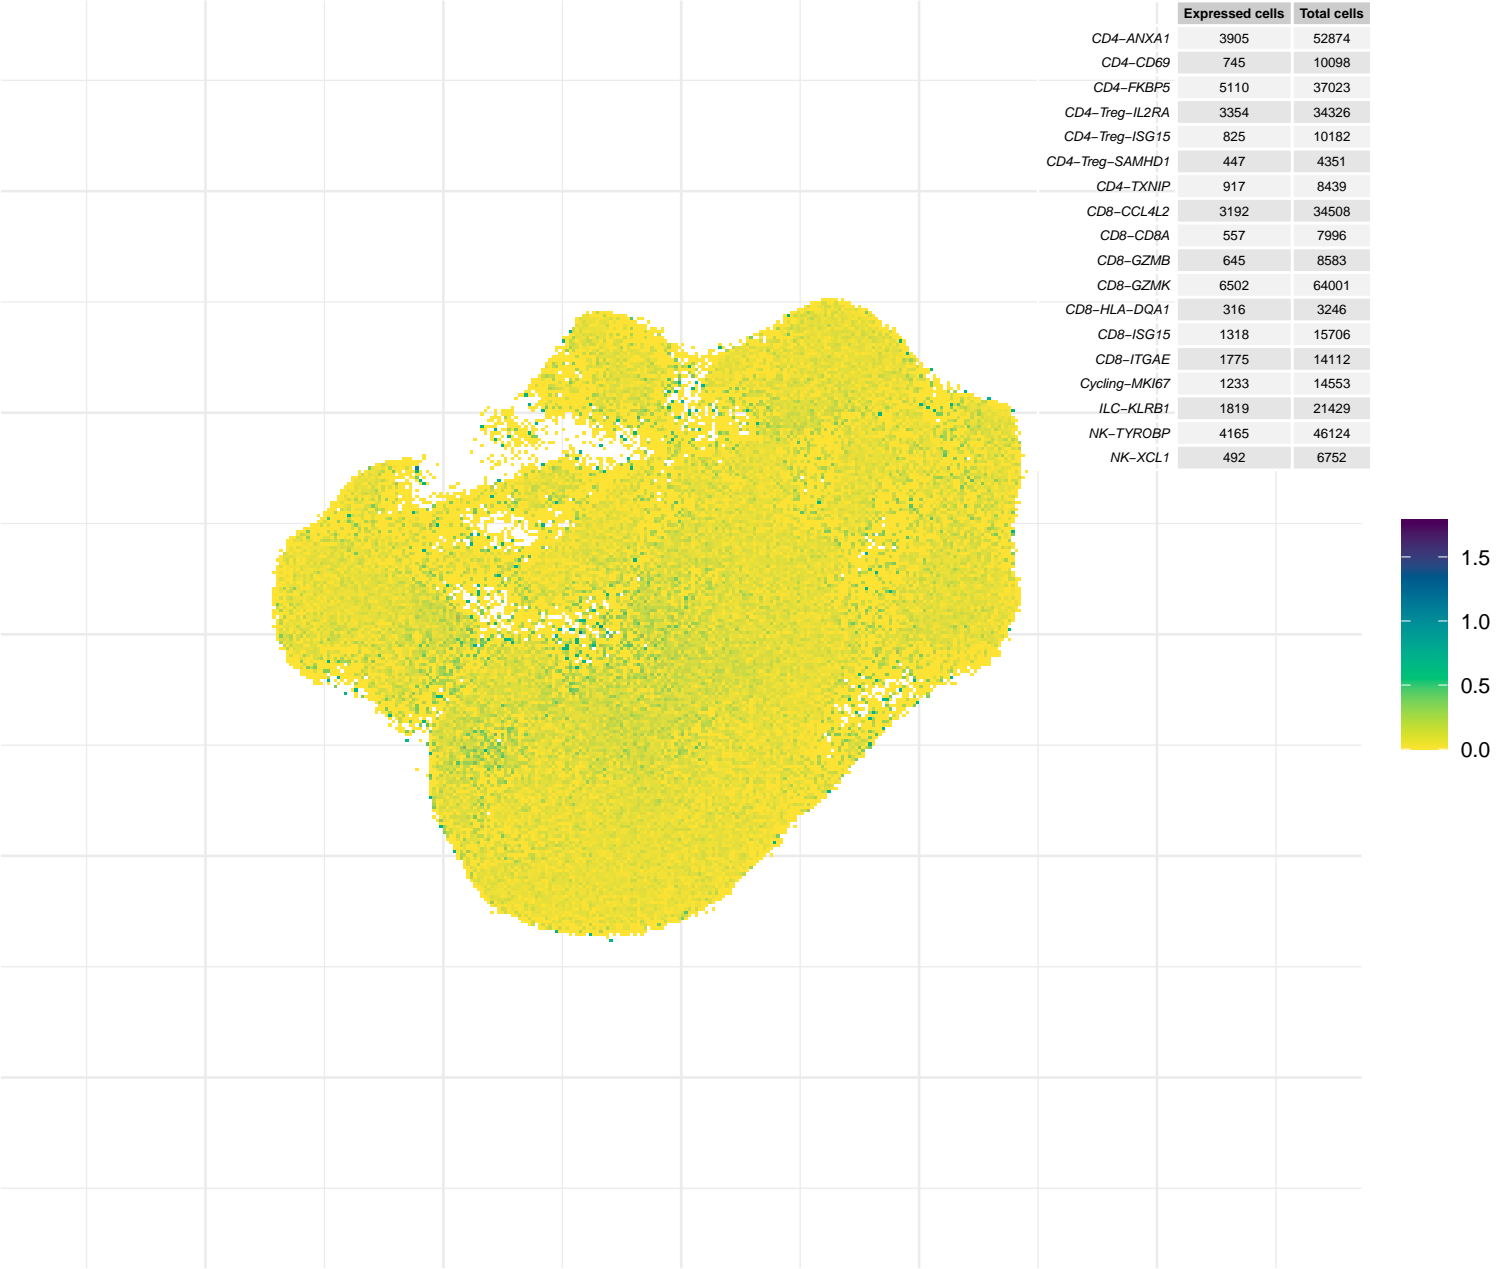 Expressed cells Total cells
CD4−ANXA1 3905 52874
CD4−CD69 745 10098
CD4−FKBP5 5110 37023
CD4−Treg−IL2RA 3354 34326
CD4−Treg−ISG15 825 10182
CD4−Treg−SAMHD1 447 4351
CD4−TXNIP 917 8439
CD8−CCL4L2 3192 34508
CD8−CD8A 557 7996
CD8−GZMB 645 8583
CD8−GZMK 6502 64001
CD8−HLA−DQA1 316 3246
CD8−ISG15 1318 15706
CD8−ITGAE 1775 14112
Cycling−MKI67 1233 14553
ILC−KLRB1 1819 21429
NK−TYROBP 4165 46124
NK−XCL1 492 6752
1.5
1.0
0.5
0.0